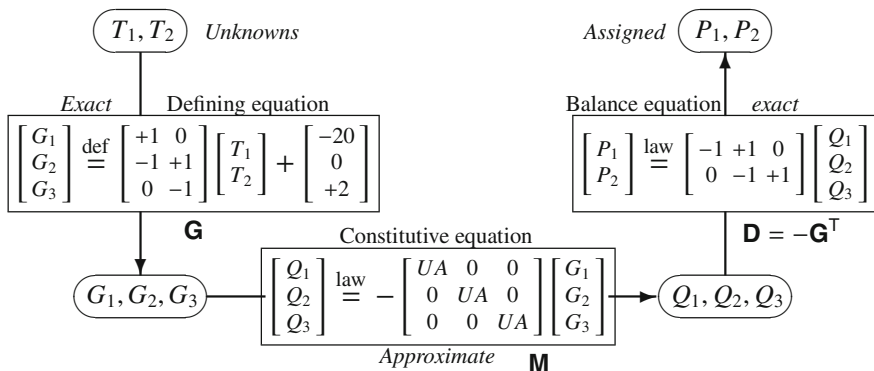 T₁, T₂ Unknowns
Assigned P₁, P₂
Exact Defining equation
[G₁ G₂ G₃] def = [+1 0; −1 +1; 0 −1] [T₁ T₂] + [−20 0 +2]
G
Balance equation exact
[P₁ P₂] law = [−1 +1 0; 0 −1 +1] [Q₁ Q₂ Q₃]
D = −Gᵀ
G₁, G₂, G₃
Constitutive equation
[Q₁ Q₂ Q₃] law = − [UA 0 0; 0 UA 0; 0 0 UA] [G₁ G₂ G₃]
Approximate M
Q₁, Q₂, Q₃